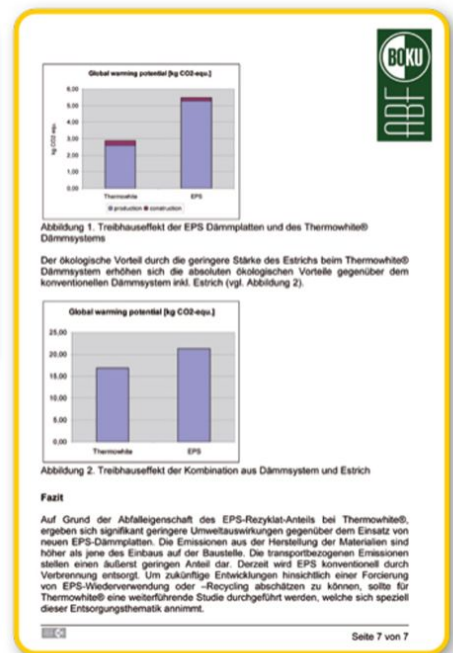 BOKU
ABF
Global warming potential [kg CO2-equ.]
6,00
5,00
4,00
3,00
2,00
1,00
0,00
kg CO2-equ.
Thermowhite
EPS
production
construction
Abbildung 1. Treibhauseffekt der EPS Dämmplatten und des Thermowhite®
Dämmsystems
Der ökologische Vorteil durch die geringere Stärke des Estrichs beim Thermowhite®
Dämmsystem erhöhen sich die absoluten ökologischen Vorteile gegenüber dem
konventionellen Dämmsystem inkl. Estrich (vgl. Abbildung 2).
Global warming potential [kg CO2-equ.]
25,00
20,00
15,00
10,00
5,00
0,00
Thermowhite
EPS
Abbildung 2. Treibhauseffekt der Kombination aus Dämmsystem und Estrich
Fazit
Auf Grund der Abfalleigenschaft des EPS-Rezyklat-Anteils bei Thermowhite®,
ergeben sich signifikant geringere Umweltauswirkungen gegenüber dem Einsatz von
neuen EPS-Dämmplatten. Die Emissionen aus der Herstellung der Materialien sind
höher als jene des Einbaus auf der Baustelle. Die transportbezogenen Emissionen
stellen einen äußerst geringen Anteil dar. Derzeit wird EPS konventionell durch
Verbrennung entsorgt. Um zukünftige Entwicklungen hinsichtlich einer Forcierung
von EPS-Wiederverwendung oder –Recycling abschätzen zu können, sollte für
Thermowhite® eine weiterführende Studie durchgeführt werden, welche sich speziell
dieser Entsorgungsthematik annimmt.
Seite 7 von 7